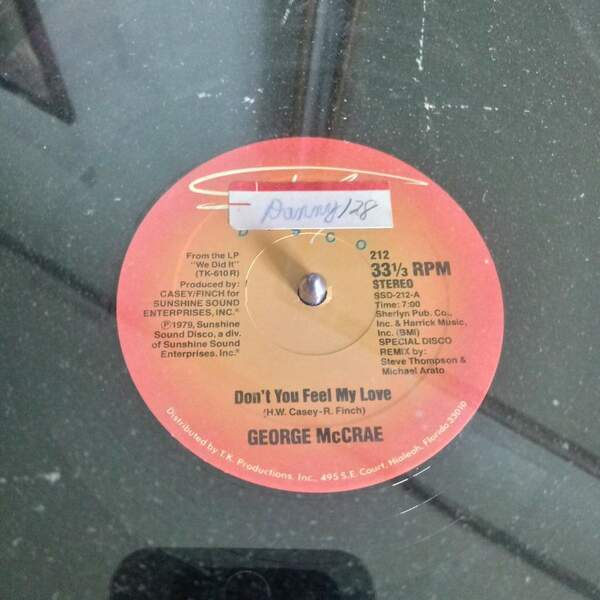 Danny/128
DISCO
From the LP
"We Did It"
(TK-610R)
Produced by:
CASEY/FINCH for
SUNSHINE SOUND
ENTERPRISES, INC.®
℗1979, Sunshine
Sound Disco, a div.
of Sunshine Sound
Enterprises, Inc.®
212
33⅓ RPM
STEREO
SSD-212-A
Time: 7:00
Sherlyn Pub. Co.,
Inc. & Harrick Music,
Inc. (BMI)
SPECIAL DISCO
REMIX by:
Steve Thompson &
Michael Arato
Don't You Feel My Love
(H.W. Casey-R. Finch)
GEORGE McCRAE
Distributed by T.K. Productions, Inc., 495 S.E. Court, Hialeah, Florida 33010